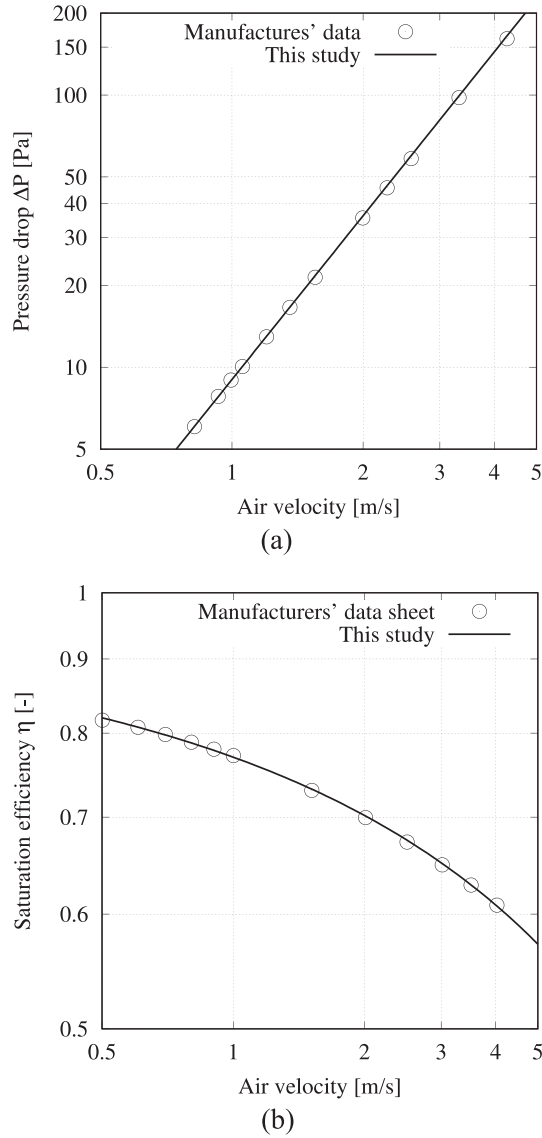 200
150
100
50
40
30
20
10
5
Pressure drop ΔP [Pa]
Manufactures' data
This study
0.5 1 2 3 4 5
Air velocity [m/s]
(a)
1
0.9
0.8
0.7
0.6
0.5
Saturation efficiency η [-]
Manufacturers' data sheet
This study
0.5 1 2 3 4 5
Air velocity [m/s]
(b)